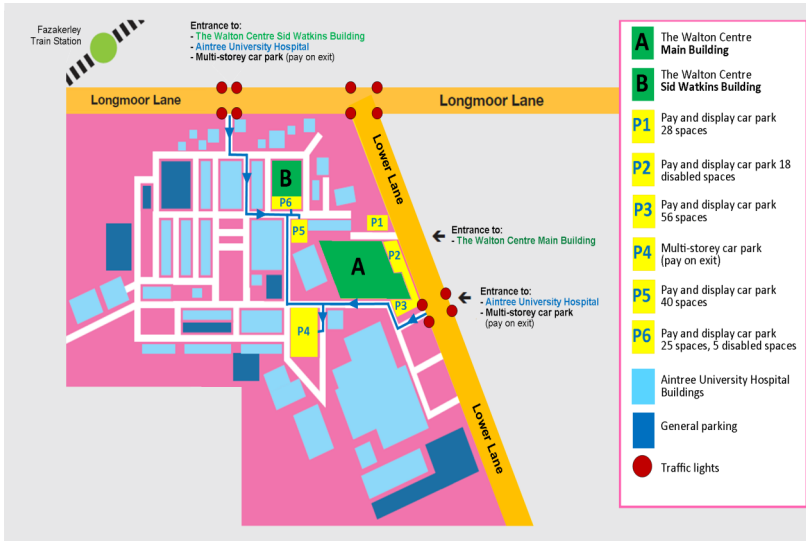 Fazakerley
Train Station
Entrance to:
- The Walton Centre Sid Watkins Building
- Aintree University Hospital
- Multi-storey car park (pay on exit)
Longmoor Lane
Longmoor Lane
Lower Lane
B
P6
P5
P1
Entrance to:
- The Walton Centre Main Building
P2
A
P3
Entrance to:
- Aintree University Hospital
- Multi-storey car park
(pay on exit)
P4
Lower Lane
A
The Walton Centre
Main Building
B
The Walton Centre
Sid Watkins Building
P1
Pay and display car park
28 spaces
P2
Pay and display car park 18
disabled spaces
P3
Pay and display car park
56 spaces
P4
Multi-storey car park
(pay on exit)
P5
Pay and display car park
40 spaces
P6
Pay and display car park
25 spaces, 5 disabled spaces
Aintree University Hospital
Buildings
General parking
Traffic lights